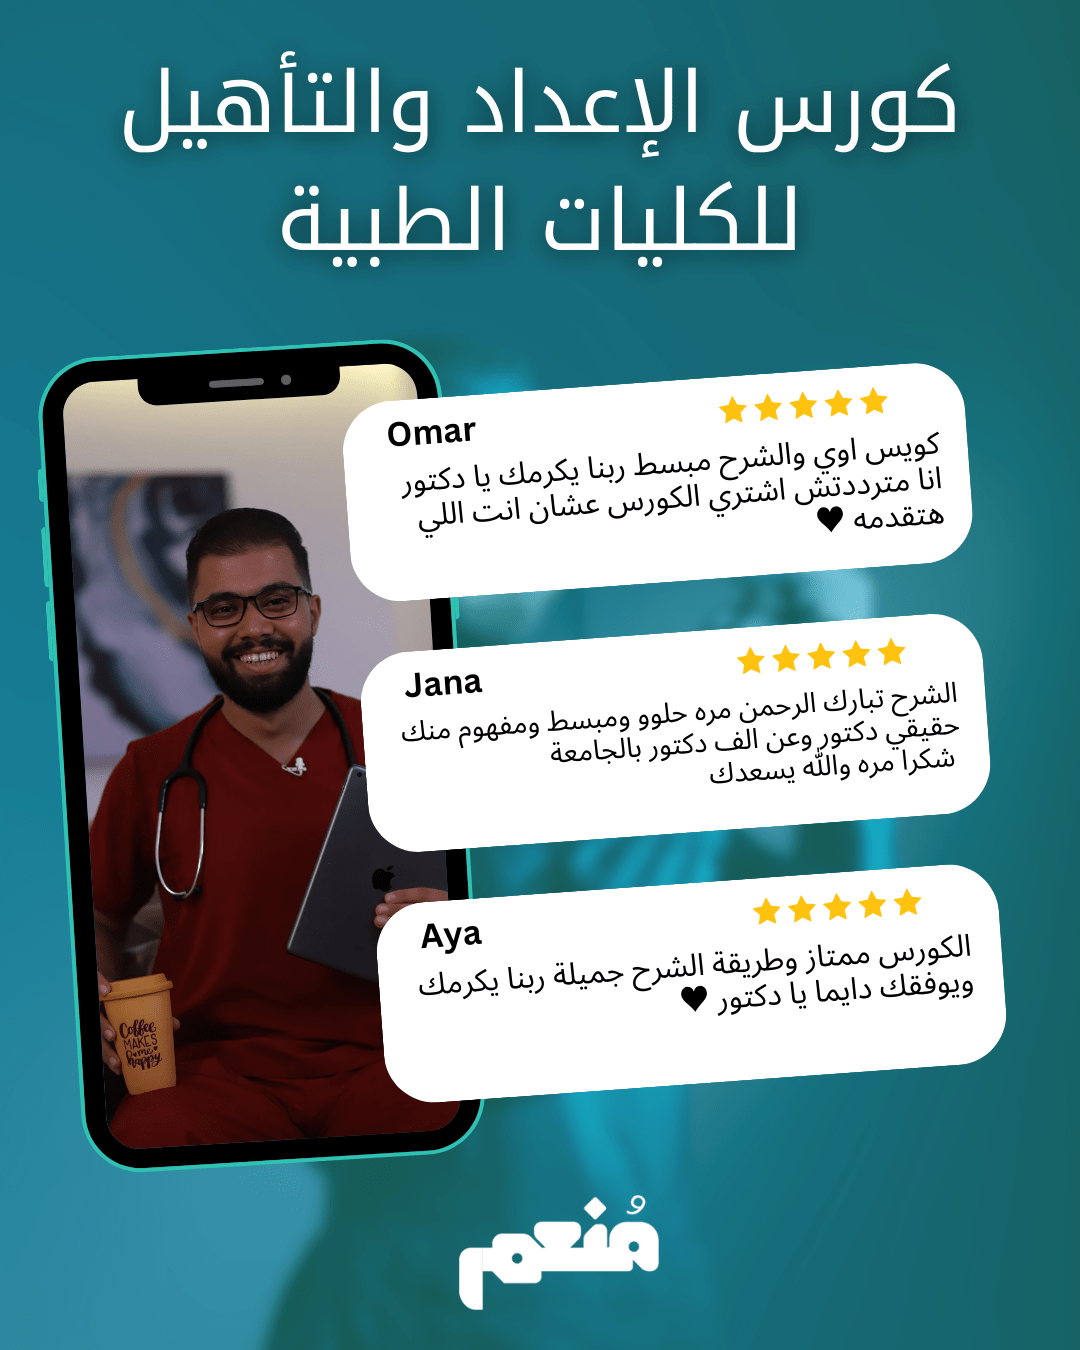 كورس الإعداد والتأهيل
للكليات الطبية
Omar
كويس اوي والشرح مبسط ربنا يكرمك يا دكتور
انا مترددتش اشتري الكورس عشان انت اللي
هتقدمه ♥
Jana
الشرح تبارك الرحمن مره حلوو ومبسط ومفهوم منك
حقيقي دكتور وعن الف دكتور بالجامعة
شكرا مره والله يسعدك
Aya
الكورس ممتاز وطريقة الشرح جميلة ربنا يكرمك
ويوفقك دايما يا دكتور ♥
Coffee
MAKES
me
happy
مُنعم